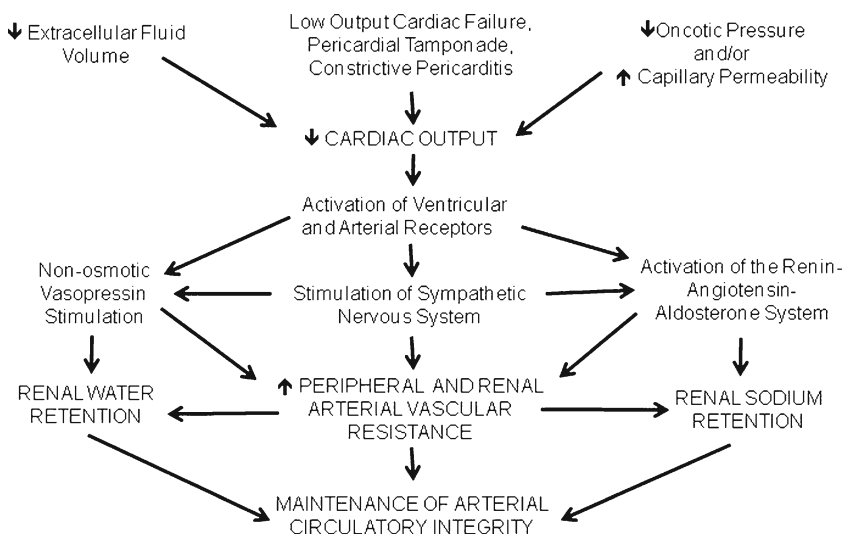 ↓ Extracellular Fluid
Volume
Low Output Cardiac Failure,
Pericardial Tamponade,
Constrictive Pericarditis
↓Oncotic Pressure
and/or
↑ Capillary Permeability
↓ CARDIAC OUTPUT
Activation of Ventricular
and Arterial Receptors
Non-osmotic
Vasopressin
Stimulation
Stimulation of Sympathetic
Nervous System
Activation of the Renin-
Angiotensin-
Aldosterone System
RENAL WATER
RETENTION
↑ PERIPHERAL AND RENAL
ARTERIAL VASCULAR
RESISTANCE
RENAL SODIUM
RETENTION
MAINTENANCE OF ARTERIAL
CIRCULATORY INTEGRITY